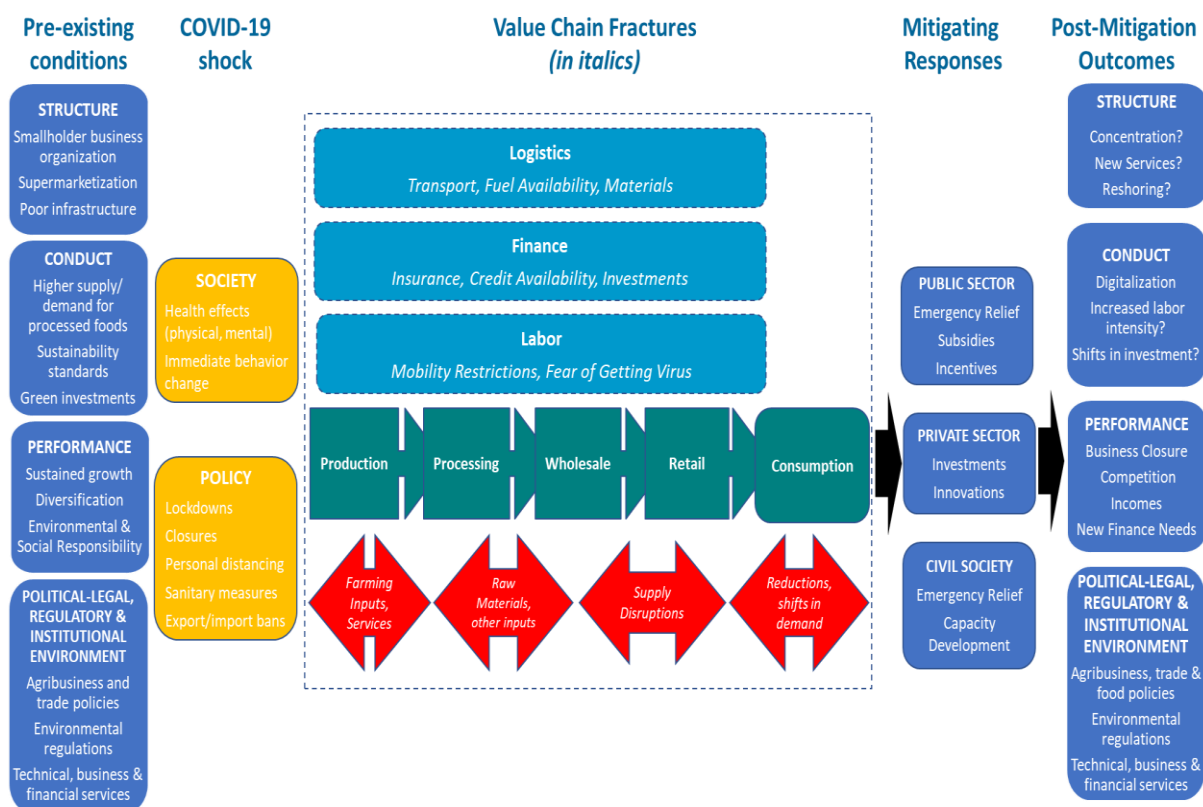 Pre-existing
conditions
STRUCTURE
Smallholder business
organization
Supermarketization
Poor infrastructure
CONDUCT
Higher supply/
demand for
processed foods
Sustainability
standards
Green investments
PERFORMANCE
Sustained growth
Diversification
Environmental &
Social Responsibility
POLITICAL-LEGAL,
REGULATORY &
INSTITUTIONAL
ENVIRONMENT
Agribusiness and
trade policies
Environmental
regulations
Technical, business &
financial services
COVID-19
shock
SOCIETY
Health effects
(physical, mental)
Immediate behavior
change
POLICY
Lockdowns
Closures
Personal distancing
Sanitary measures
Export/import bans
Value Chain Fractures
(in italics)
Logistics
Transport, Fuel Availability, Materials
Finance
Insurance, Credit Availability, Investments
Labor
Mobility Restrictions, Fear of Getting Virus
Production
Processing
Wholesale
Retail
Consumption
Farming
Inputs,
Services
Raw
Materials,
other inputs
Supply
Disruptions
Reductions,
shifts in
demand
Mitigating
Responses
PUBLIC SECTOR
Emergency Relief
Subsidies
Incentives
PRIVATE SECTOR
Investments
Innovations
CIVIL SOCIETY
Emergency Relief
Capacity
Development
Post-Mitigation
Outcomes
STRUCTURE
Concentration?
New Services?
Reshoring?
CONDUCT
Digitalization
Increased labor
intensity?
Shifts in investment?
PERFORMANCE
Business Closure
Competition
Incomes
New Finance Needs
POLITICAL-LEGAL,
REGULATORY &
INSTITUTIONAL
ENVIRONMENT
Agribusiness, trade &
food policies
Environmental
regulations
Technical, business &
financial services